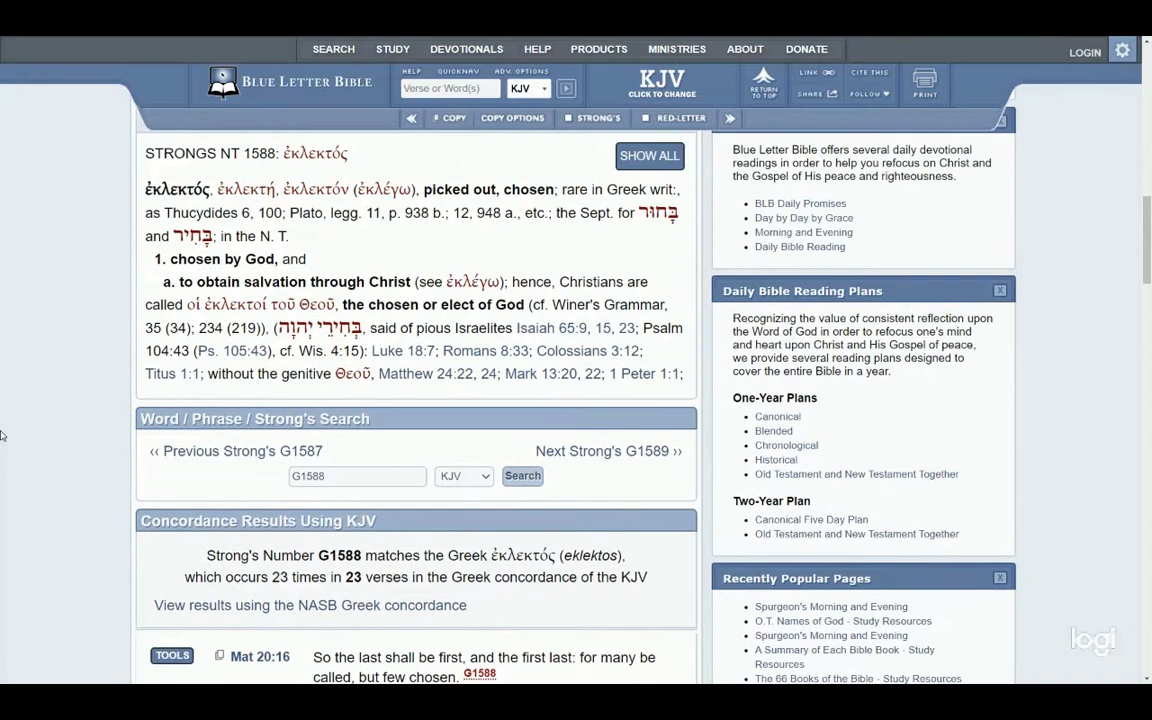 SEARCH STUDY DEVOTIONALS HELP PRODUCTS MINISTRIES ABOUT DONATE
LOGIN
BLUE LETTER BIBLE
HELP QUICKNAV ADV. OPTIONS
Verse or Word(s) KJV
KJV
CLICK TO CHANGE
RETURN TO TOP
LINK CITE THIS
SHARE FOLLOW
PRINT
COPY COPY OPTIONS STRONG'S RED-LETTER
STRONGS NT 1588: ἐκλεκτός
SHOW ALL
ἐκλεκτός, ἐκλεκτή, ἐκλεκτόν (ἐκλέγω), picked out, chosen; rare in Greek writ:,
as Thucydides 6, 100; Plato, legg. 11, p. 938 b.; 12, 948 a., etc.; the Sept. for בָּחוּר
and בָּחִיר; in the N. T.
1. chosen by God, and
a. to obtain salvation through Christ (see ἐκλέγω); hence, Christians are
called οἱ ἐκλεκτοί τοῦ Θεοῦ, the chosen or elect of God (cf. Winer's Grammar,
35 (34); 234 (219)), (בְּחִירֵי יְהוָה, said of pious Israelites Isaiah 65:9, 15, 23; Psalm
104:43 (Ps. 105:43), cf. Wis. 4:15): Luke 18:7; Romans 8:33; Colossians 3:12;
Titus 1:1; without the genitive Θεοῦ, Matthew 24:22, 24; Mark 13:20, 22; 1 Peter 1:1;
Word / Phrase / Strong's Search
‹‹ Previous Strong's G1587 Next Strong's G1589 ››
G1588 KJV Search
Concordance Results Using KJV
Strong's Number G1588 matches the Greek ἐκλεκτός (eklektos),
which occurs 23 times in 23 verses in the Greek concordance of the KJV
View results using the NASB Greek concordance
TOOLS Mat 20:16 So the last shall be first, and the first last: for many be
called, but few chosen. G1588
Blue Letter Bible offers several daily devotional
readings in order to help you refocus on Christ and
the Gospel of His peace and righteousness.
• BLB Daily Promises
• Day by Day by Grace
• Morning and Evening
• Daily Bible Reading
Daily Bible Reading Plans
Recognizing the value of consistent reflection upon
the Word of God in order to refocus one's mind
and heart upon Christ and His Gospel of peace,
we provide several reading plans designed to
cover the entire Bible in a year.
One-Year Plans
• Canonical
• Blended
• Chronological
• Historical
• Old Testament and New Testament Together
Two-Year Plan
• Canonical Five Day Plan
• Old Testament and New Testament Together
Recently Popular Pages
• Spurgeon's Morning and Evening
• O.T. Names of God - Study Resources
• Spurgeon's Morning and Evening
• A Summary of Each Bible Book - Study
Resources
• The 66 Books of the Bible - Study Resources
logi